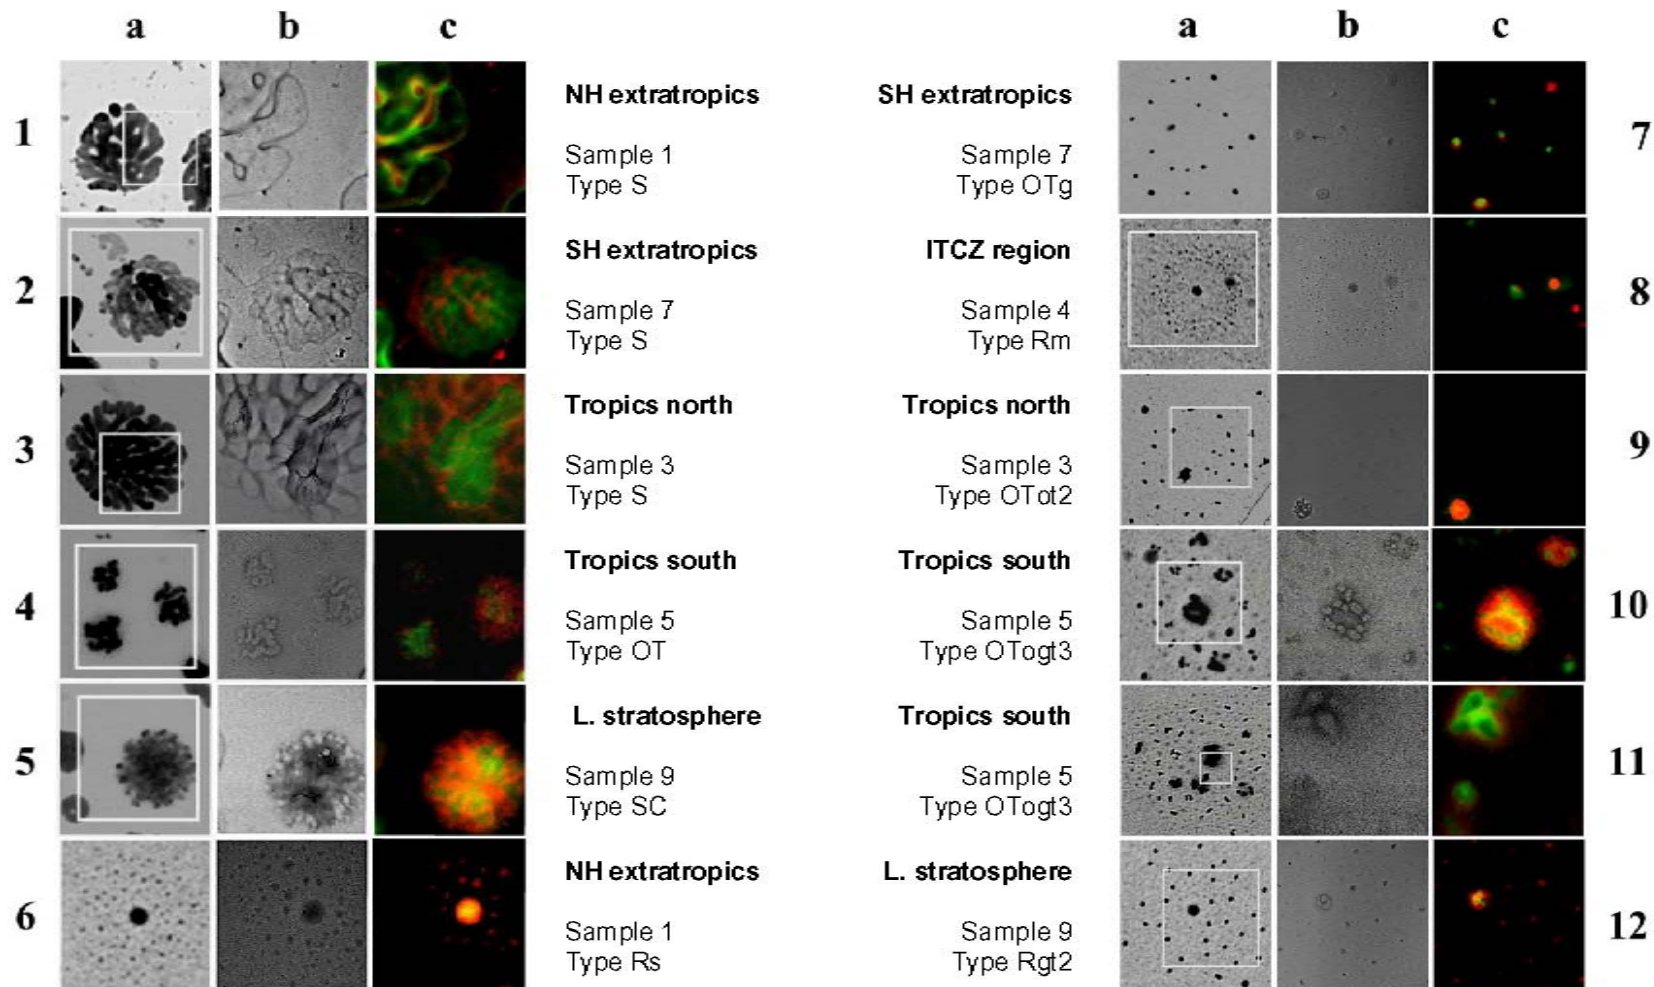 a b c a b c
1
NH extratropics
Sample 1
Type S
SH extratropics
Sample 7
Type OTg
7
2
SH extratropics
Sample 7
Type S
ITCZ region
Sample 4
Type Rm
8
3
Tropics north
Sample 3
Type S
Tropics north
Sample 3
Type OTot2
9
4
Tropics south
Sample 5
Type OT
Tropics south
Sample 5
Type OTogt3
10
5
L. stratosphere
Sample 9
Type SC
Tropics south
Sample 5
Type OTogt3
11
6
NH extratropics
Sample 1
Type Rs
L. stratosphere
Sample 9
Type Rgt2
12